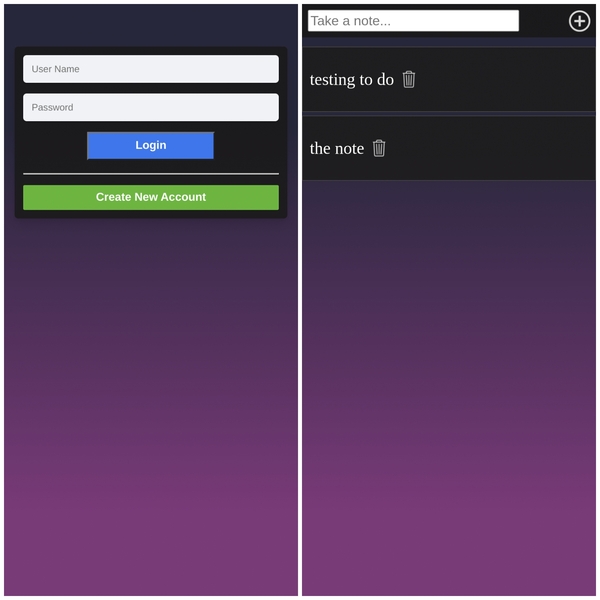 User Name
Password
Login
Create New Account
Take a note...
testing to do
the note